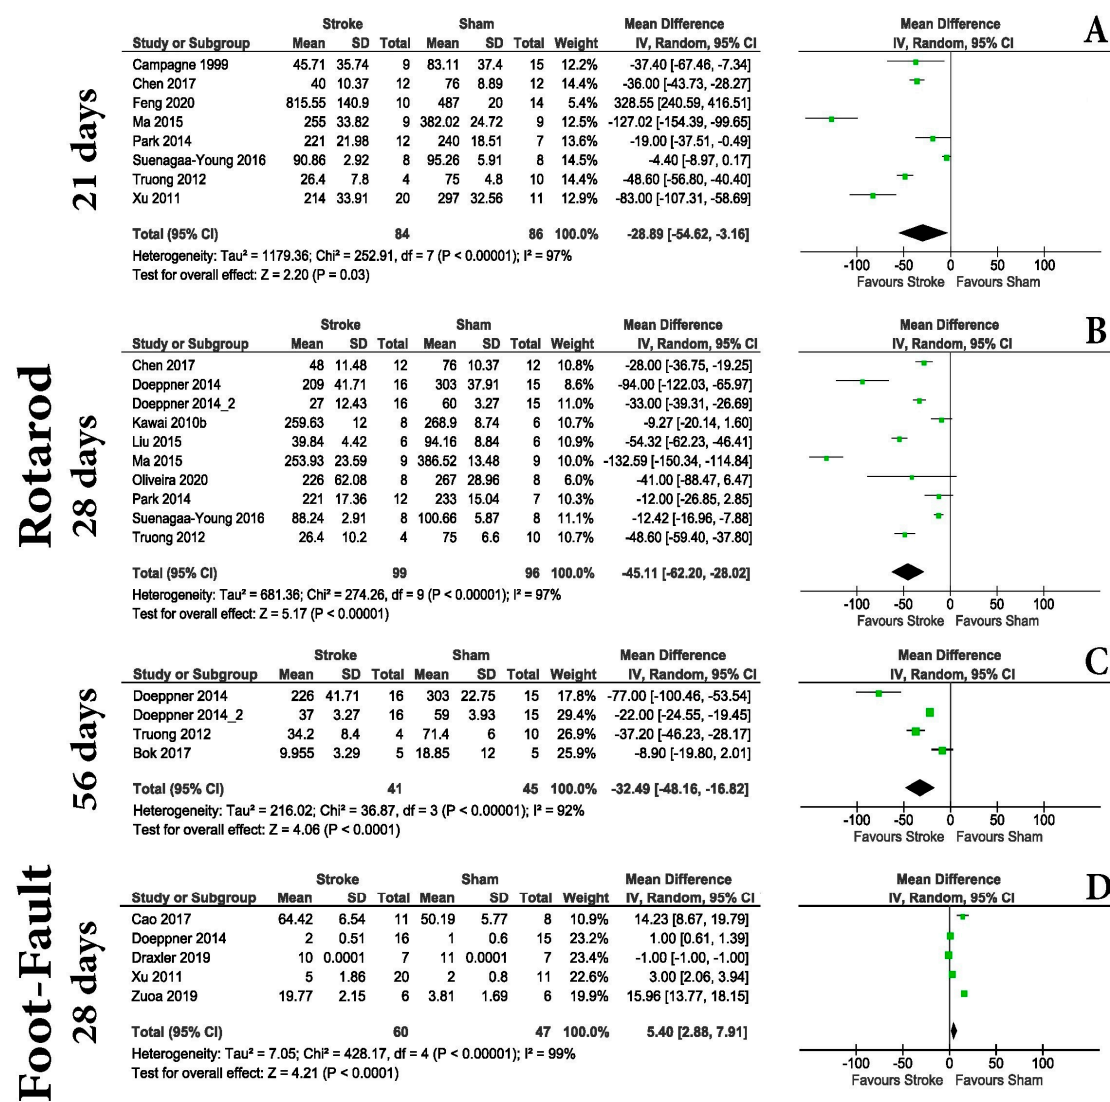 Rotarod
Foot-Fault
21 days
A
Stroke Sham Mean Difference Mean Difference
Study or Subgroup Mean SD Total Mean SD Total Weight IV, Random, 95% CI IV, Random, 95% CI
Campagne 1999 45.71 35.74 9 83.11 37.4 15 12.2% -37.40 [-67.46, -7.34]
Chen 2017 40 10.37 12 76 8.89 12 14.4% -36.00 [-43.73, -28.27]
Feng 2020 815.55 140.9 10 487 20 14 5.4% 328.55 [240.59, 416.51]
Ma 2015 255 33.82 9 382.02 24.72 9 12.5% -127.02 [-154.39, -99.65]
Park 2014 221 21.98 12 240 18.51 7 13.6% -19.00 [-37.51, -0.49]
Suenagaa-Young 2016 90.86 2.92 8 95.26 5.91 8 14.5% -4.40 [-8.97, 0.17]
Truong 2012 26.4 7.8 4 75 4.8 10 14.4% -48.60 [-56.80, -40.40]
Xu 2011 214 33.91 20 297 32.56 11 12.9% -83.00 [-107.31, -58.69]
Total (95% CI) 84 86 100.0% -28.89 [-54.62, -3.16]
Heterogeneity: Tau² = 1179.36; Chi² = 252.91, df = 7 (P < 0.00001); I² = 97%
Test for overall effect: Z = 2.20 (P = 0.03)
-100 -50 0 50 100
Favours Stroke Favours Sham
28 days
B
Stroke Sham Mean Difference Mean Difference
Study or Subgroup Mean SD Total Mean SD Total Weight IV, Random, 95% CI IV, Random, 95% CI
Chen 2017 48 11.48 12 76 10.37 12 10.8% -28.00 [-36.75, -19.25]
Doeppner 2014 209 41.71 16 303 37.91 15 8.6% -94.00 [-122.03, -65.97]
Doeppner 2014_2 27 12.43 16 60 3.27 15 11.0% -33.00 [-39.31, -26.69]
Kawai 2010b 259.63 12 8 268.9 8.74 6 10.7% -9.27 [-20.14, 1.60]
Liu 2015 39.84 4.42 6 94.16 8.84 6 10.9% -54.32 [-62.23, -46.41]
Ma 2015 253.93 23.59 9 386.52 13.48 9 10.0% -132.59 [-150.34, -114.84]
Oliveira 2020 226 62.08 8 267 28.96 8 6.0% -41.00 [-88.47, 6.47]
Park 2014 221 17.36 12 233 15.04 7 10.3% -12.00 [-26.85, 2.85]
Suenagaa-Young 2016 88.24 2.91 8 100.66 5.87 8 11.1% -12.42 [-16.96, -7.88]
Truong 2012 26.4 10.2 4 75 6.6 10 10.7% -48.60 [-59.40, -37.80]
Total (95% CI) 99 96 100.0% -45.11 [-62.20, -28.02]
Heterogeneity: Tau² = 681.36; Chi² = 274.26, df = 9 (P < 0.00001); I² = 97%
Test for overall effect: Z = 5.17 (P < 0.00001)
-100 -50 0 50 100
Favours Stroke Favours Sham
56 days
C
Stroke Sham Mean Difference Mean Difference
Study or Subgroup Mean SD Total Mean SD Total Weight IV, Random, 95% CI IV, Random, 95% CI
Doeppner 2014 226 41.71 16 303 22.75 15 17.8% -77.00 [-100.46, -53.54]
Doeppner 2014_2 37 3.27 16 59 3.93 15 29.4% -22.00 [-24.55, -19.45]
Truong 2012 34.2 8.4 4 71.4 6 10 26.9% -37.20 [-46.23, -28.17]
Bok 2017 9.955 3.29 5 18.85 12 5 25.9% -8.90 [-19.80, 2.01]
Total (95% CI) 41 45 100.0% -32.49 [-48.16, -16.82]
Heterogeneity: Tau² = 216.02; Chi² = 36.87, df = 3 (P < 0.00001); I² = 92%
Test for overall effect: Z = 4.06 (P < 0.0001)
-100 -50 0 50 100
Favours Stroke Favours Sham
28 days
D
Stroke Sham Mean Difference Mean Difference
Study or Subgroup Mean SD Total Mean SD Total Weight IV, Random, 95% CI IV, Random, 95% CI
Cao 2017 64.42 6.54 11 50.19 5.77 8 10.9% 14.23 [8.67, 19.79]
Doeppner 2014 2 0.51 16 1 0.6 15 23.2% 1.00 [0.61, 1.39]
Draxler 2019 10 0.0001 7 11 0.0001 7 23.4% -1.00 [-1.00, -1.00]
Xu 2011 5 1.86 20 2 0.8 11 22.6% 3.00 [2.06, 3.94]
Zuoa 2019 19.77 2.15 6 3.81 1.69 6 19.9% 15.96 [13.77, 18.15]
Total (95% CI) 60 47 100.0% 5.40 [2.88, 7.91]
Heterogeneity: Tau² = 7.05; Chi² = 428.17, df = 4 (P < 0.00001); I² = 99%
Test for overall effect: Z = 4.21 (P < 0.0001)
-100 -50 0 50 100
Favours Stroke Favours Sham